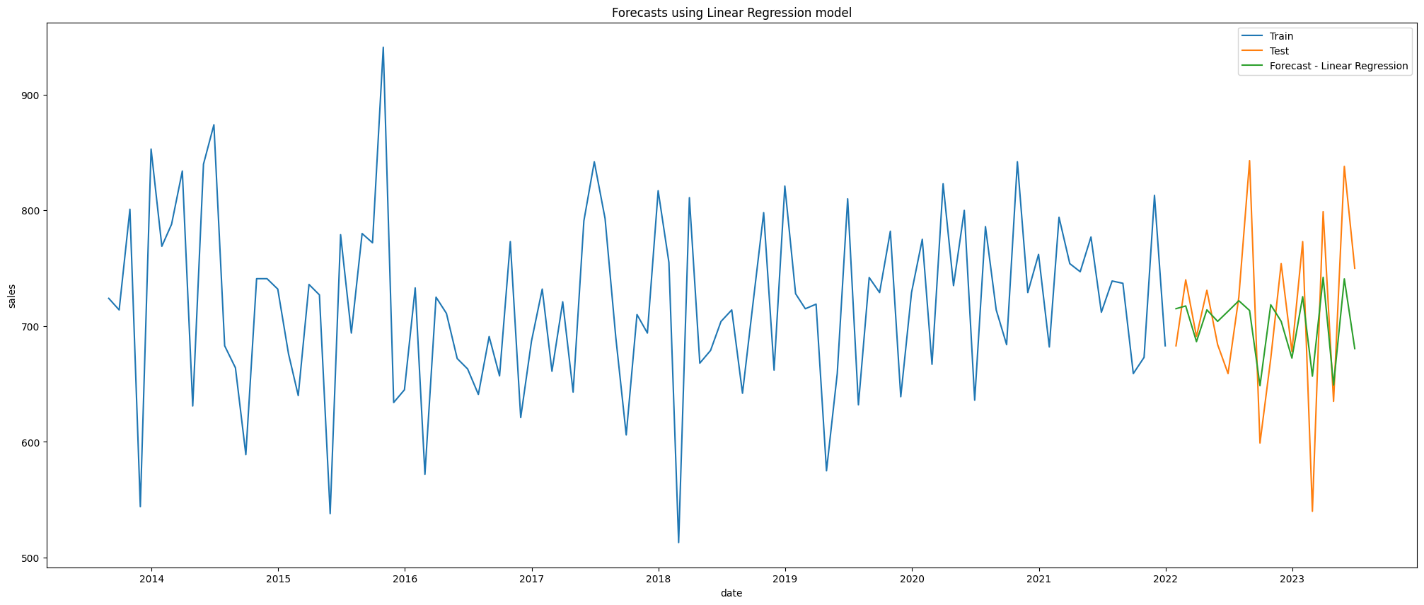 Forecasts using Linear Regression model
Train
Test
Forecast - Linear Regression
sales
900
800
700
600
500
2014 2015 2016 2017 2018 2019 2020 2021 2022 2023
date